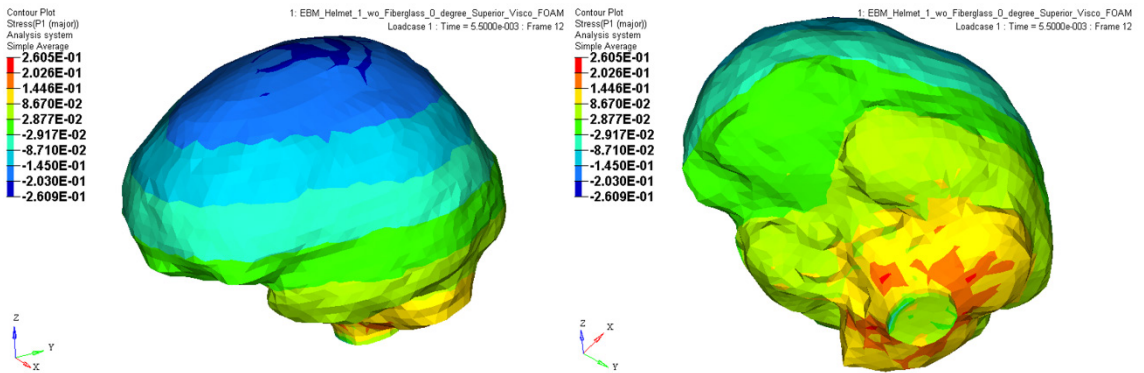 Contour Plot
Stress(P1 (major))
Analysis system
Simple Average
2.605E-01
2.026E-01
1.446E-01
8.670E-02
2.877E-02
-2.917E-02
-8.710E-02
-1.450E-01
-2.030E-01
-2.609E-01
1: EBM_Helmet_1_wo_Fiberglass_0_degree_Superior_Visco_FOAM
Loadcase 1 : Time = 5.5000e-003 : Frame 12
Z
Y
X
Contour Plot
Stress(P1 (major))
Analysis system
Simple Average
2.605E-01
2.026E-01
1.446E-01
8.670E-02
2.877E-02
-2.917E-02
-8.710E-02
-1.450E-01
-2.030E-01
-2.609E-01
1: EBM_Helmet_1_wo_Fiberglass_0_degree_Superior_Visco_FOAM
Loadcase 1 : Time = 5.5000e-003 : Frame 12
Z
X
Y